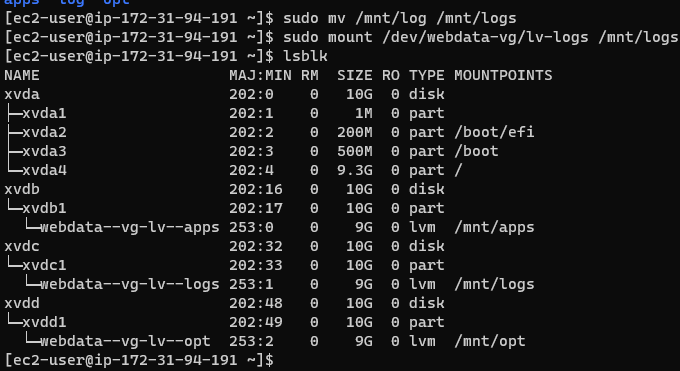 apps  log  opt
[ec2-user@ip-172-31-94-191 ~]$ sudo mv /mnt/log /mnt/logs
[ec2-user@ip-172-31-94-191 ~]$ sudo mount /dev/webdata-vg/lv-logs /mnt/logs
[ec2-user@ip-172-31-94-191 ~]$ lsblk
NAME                    MAJ:MIN RM  SIZE RO TYPE MOUNTPOINTS
xvda                    202:0    0   10G  0 disk
├─xvda1                 202:1    0    1M  0 part
├─xvda2                 202:2    0  200M  0 part /boot/efi
├─xvda3                 202:3    0  500M  0 part /boot
└─xvda4                 202:4    0  9.3G  0 part /
xvdb                    202:16   0   10G  0 disk
└─xvdb1                 202:17   0   10G  0 part
  └─webdata--vg-lv--apps 253:0    0    9G  0 lvm  /mnt/apps
xvdc                    202:32   0   10G  0 disk
└─xvdc1                 202:33   0   10G  0 part
  └─webdata--vg-lv--logs 253:1    0    9G  0 lvm  /mnt/logs
xvdd                    202:48   0   10G  0 disk
└─xvdd1                 202:49   0   10G  0 part
  └─webdata--vg-lv--opt  253:2    0    9G  0 lvm  /mnt/opt
[ec2-user@ip-172-31-94-191 ~]$